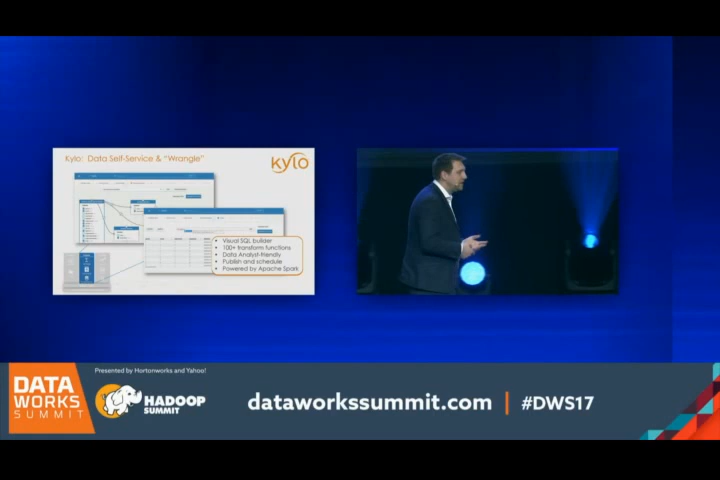 Kylo: Data Self-Service & "Wrangle"
kylo
• Visual SQL builder
• 100+ transform functions
• Data Analyst-friendly
• Publish and schedule
• Powered by Apache Spark
Presented by Hortonworks and Yahoo!
DATA
WORKS
SUMMIT
HADOOP
SUMMIT
dataworkssummit.com | #DWS17